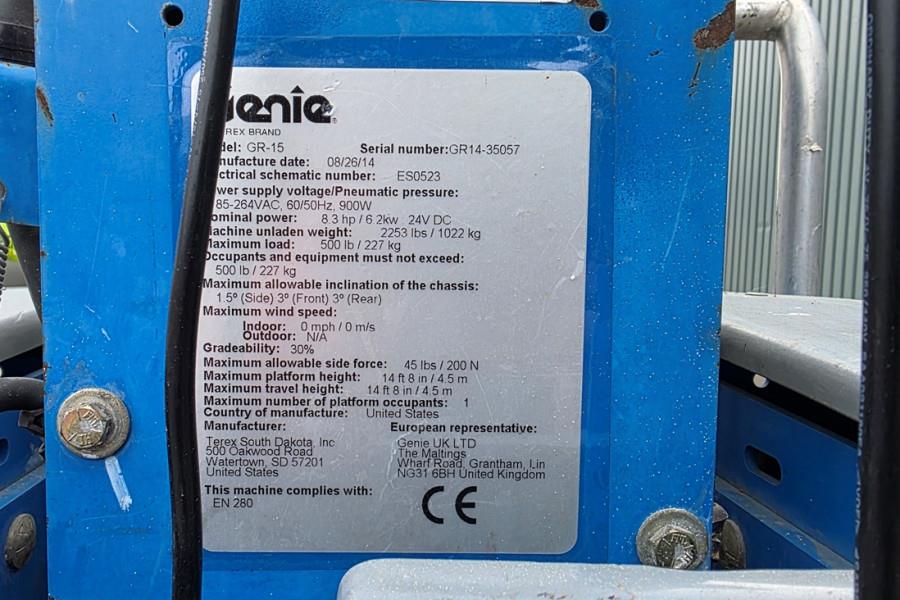 Genie
REX BRAND
del: GR-15 Serial number:GR14-35057
nufacture date: 08/26/14
ctrical schematic number: ES0523
wer supply voltage/Pneumatic pressure:
85-264VAC, 60/50Hz, 900W
ominal power: 8.3 hp / 6.2kw 24V DC
achine unladen weight: 2253 lbs / 1022 kg
Maximum load: 500 lb / 227 kg
Occupants and equipment must not exceed:
500 lb / 227 kg
Maximum allowable inclination of the chassis:
1.5º (Side) 3º (Front) 3º (Rear)
Maximum wind speed:
Indoor: 0 mph / 0 m/s
Outdoor: N/A
Gradeability: 30%
Maximum allowable side force: 45 lbs / 200 N
Maximum platform height: 14 ft 8 in / 4.5 m
Maximum travel height: 14 ft 8 in / 4.5 m
Maximum number of platform occupants: 1
Country of manufacture: United States
Manufacturer: European representative:
Terex South Dakota, Inc Genie UK LTD
500 Oakwood Road The Maltings
Watertown, SD 57201 Wharf Road, Grantham, Lin
United States NG31 6BH United Kingdom
This machine complies with:
EN 280 CE